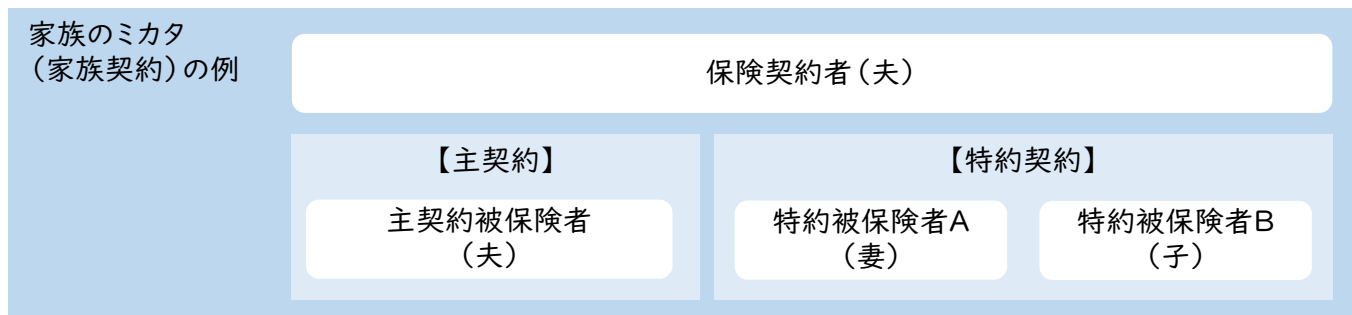 家族のミカタ
（家族契約）の例
保険契約者（夫）
【主契約】
【特約契約】
主契約被保険者
（夫）
特約被保険者A
（妻）
特約被保険者B
（子）